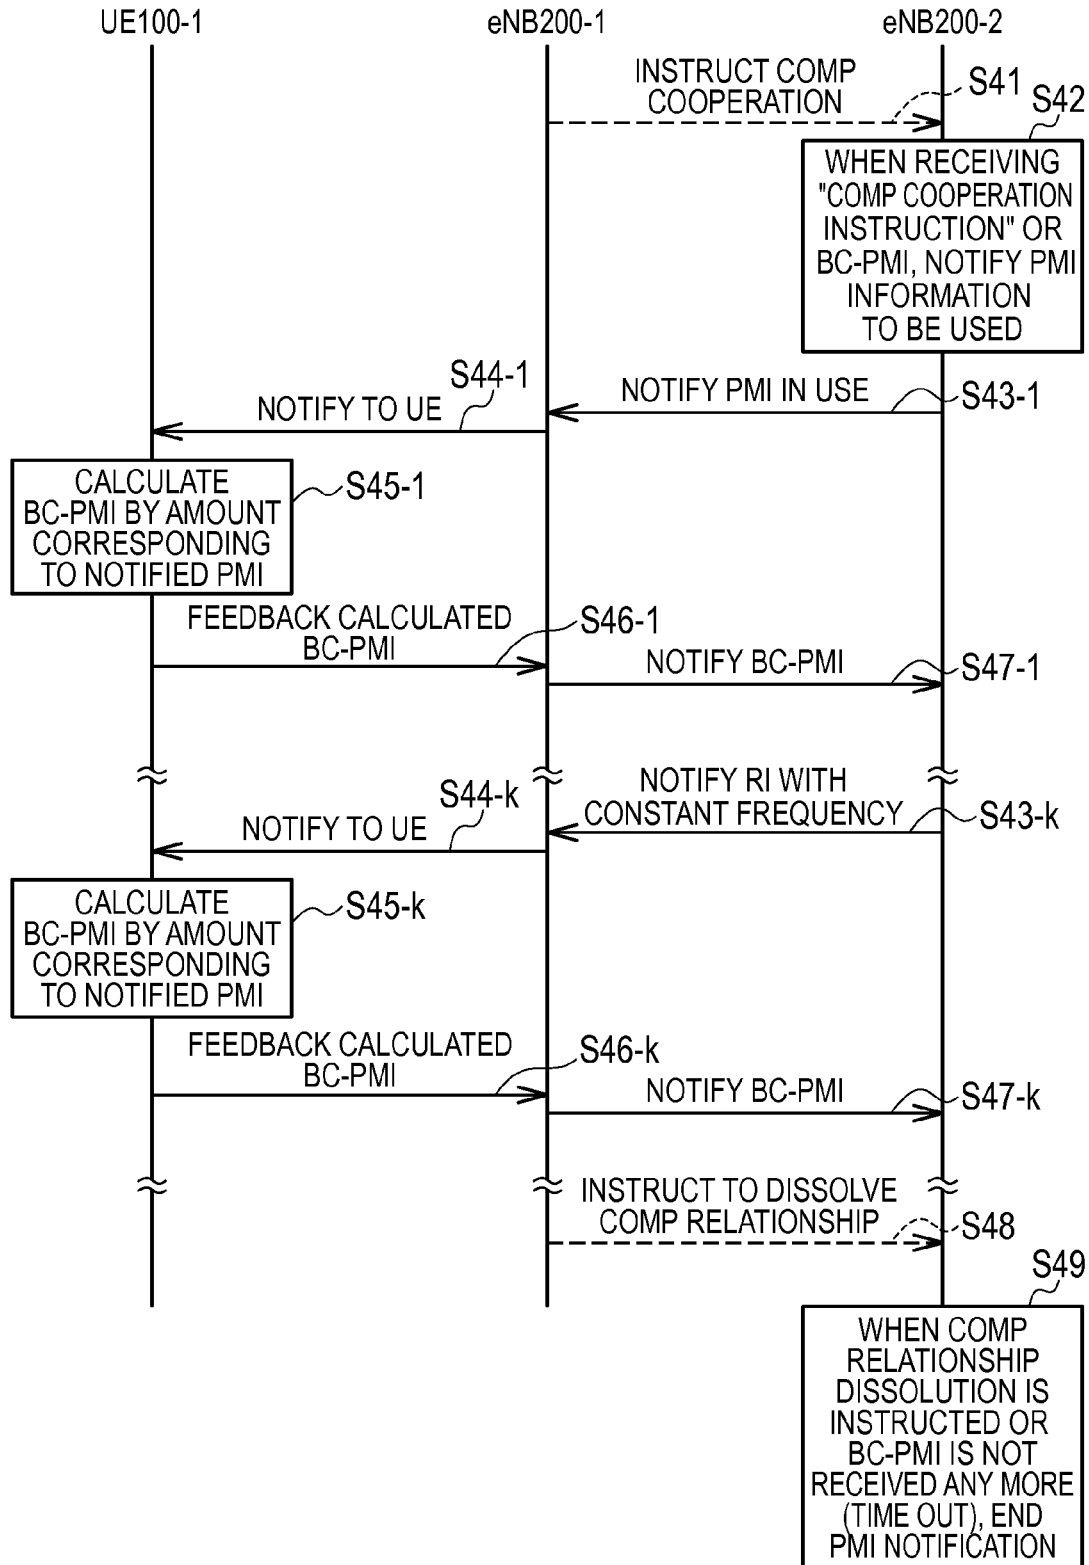 UE100-1
eNB200-1
eNB200-2
INSTRUCT COMP
COOPERATION
S41
S42
WHEN RECEIVING
"COMP COOPERATION
INSTRUCTION" OR
BC-PMI, NOTIFY PMI
INFORMATION
TO BE USED
S44-1
NOTIFY TO UE
NOTIFY PMI IN USE
S43-1
CALCULATE
BC-PMI BY AMOUNT
CORRESPONDING
TO NOTIFIED PMI
S45-1
FEEDBACK CALCULATED
BC-PMI
S46-1
NOTIFY BC-PMI
S47-1
S44-k
NOTIFY TO UE
NOTIFY RI WITH
CONSTANT FREQUENCY
S43-k
CALCULATE
BC-PMI BY AMOUNT
CORRESPONDING
TO NOTIFIED PMI
S45-k
FEEDBACK CALCULATED
BC-PMI
S46-k
NOTIFY BC-PMI
S47-k
INSTRUCT TO DISSOLVE
COMP RELATIONSHIP
S48
S49
WHEN COMP
RELATIONSHIP
DISSOLUTION IS
INSTRUCTED OR
BC-PMI IS NOT
RECEIVED ANY MORE
(TIME OUT), END
PMI NOTIFICATION